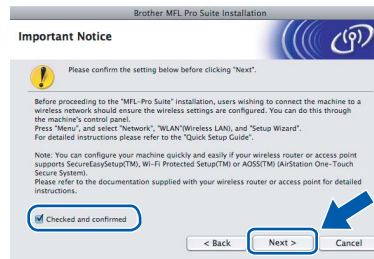 Brother MFL Pro Suite Installation
Important Notice
Please confirm the setting below before clicking "Next".
Before proceeding to the "MFL-Pro Suite" installation, users wishing to connect the machine to a
wireless network should ensure the wireless settings are configured. You can do this through
the machine's control panel.
Press "Menu", and select "Network", "WLAN"(Wireless LAN), and "Setup Wizard".
For detailed instructions please refer to the "Quick Setup Guide".
Note: You can configure your machine quickly and easily if your wireless router or access point
supports SecureEasySetup(TM), Wi-Fi Protected Setup(TM) or AOSS(TM) (AirStation One-Touch
Secure System).
Please refer to the documentation supplied with your wireless router or access point for detailed
instructions.
Checked and confirmed
< Back Next > Cancel